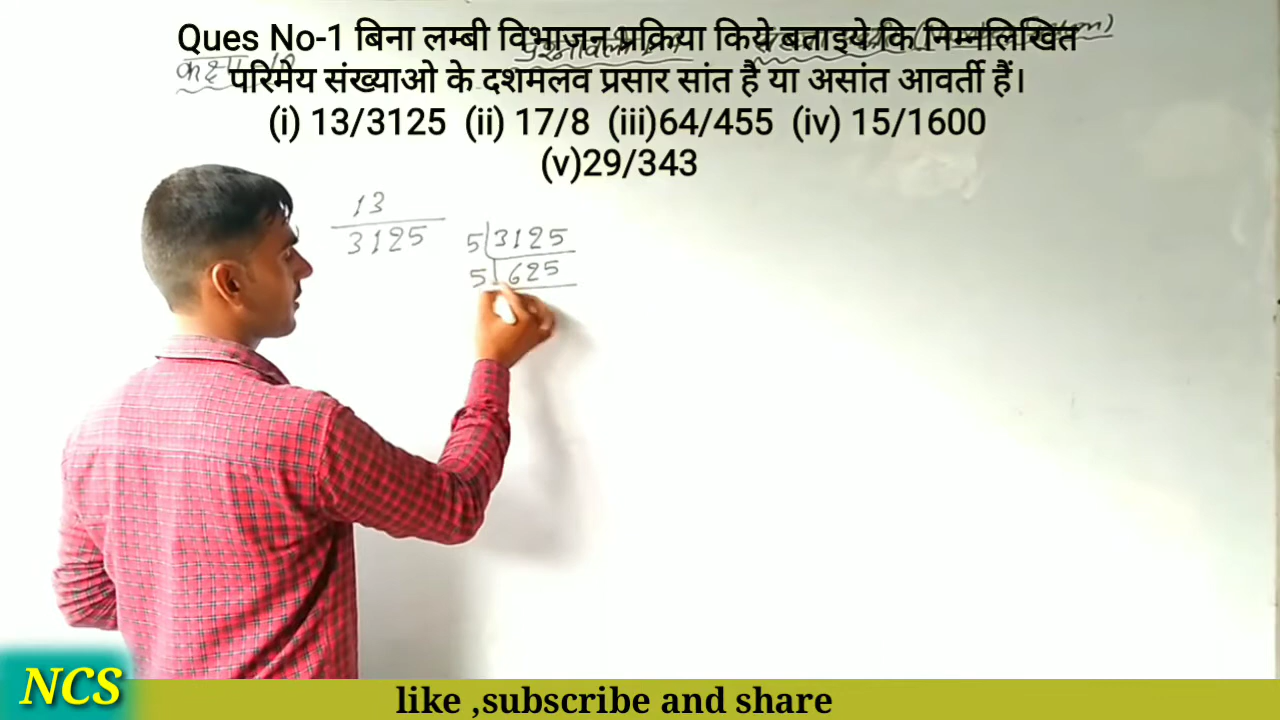 Ques No-1 बिना लम्बी विभाजन प्रक्रिया किये बताइये कि निम्नलिखित
परिमेय संख्याओ के दशमलव प्रसार सांत है या असांत आवर्ती हैं।
(i) 13/3125 (ii) 17/8 (iii)64/455 (iv) 15/1600
(v)29/343
13
3125
5 3125
5 625
NCS
like ,subscribe and share